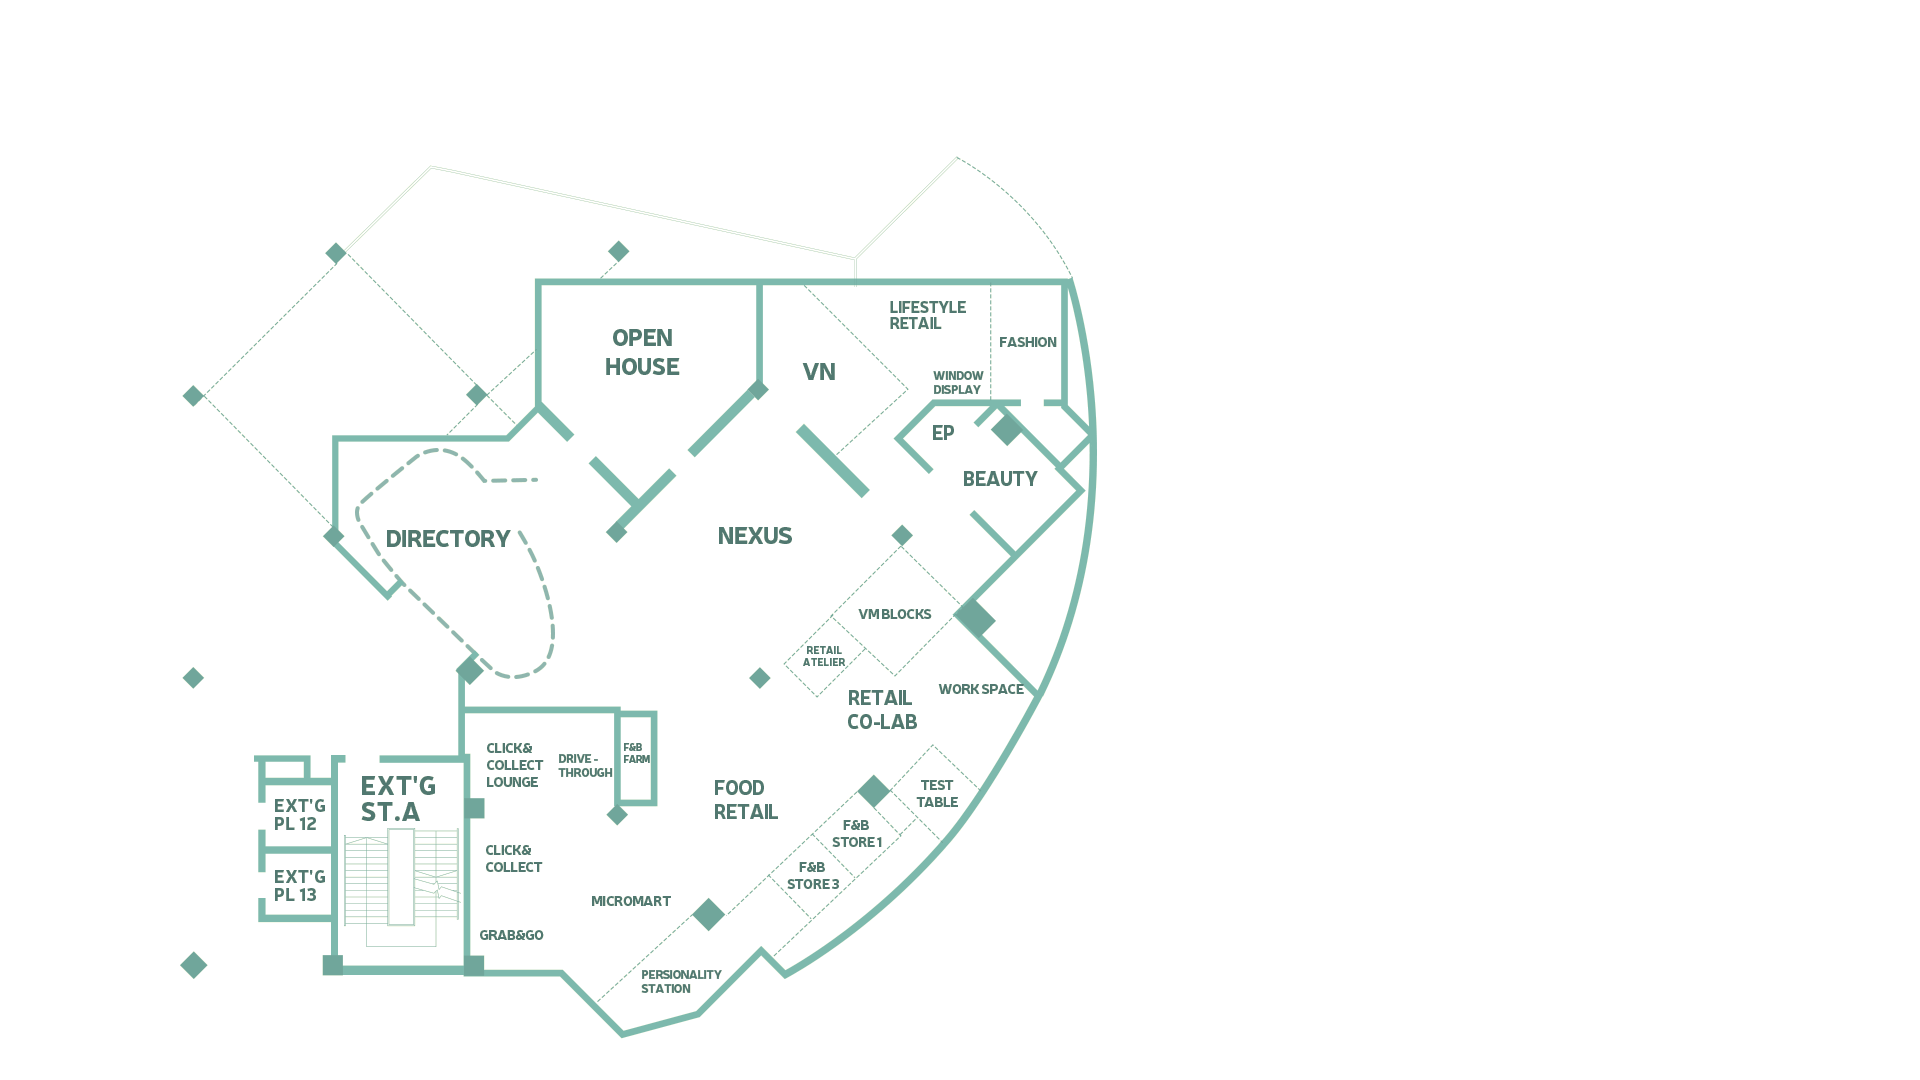 LIFESTYLE
RETAIL
OPEN
HOUSE
FASHION
VN
WINDOW
DISPLAY
EP
BEAUTY
DIRECTORY
NEXUS
VM BLOCKS
RETAIL
ATELIER
WORK SPACE
RETAIL
CO-LAB
CLICK&
COLLECT
LOUNGE
DRIVE -
THROUGH
F&B
FARM
EXT'G
ST.A
FOOD
RETAIL
TEST
TABLE
EXT'G
PL 12
F&B
STORE 1
CLICK&
COLLECT
F&B
STORE 3
EXT'G
PL 13
MICROMART
GRAB&GO
PERSIONALITY
STATION